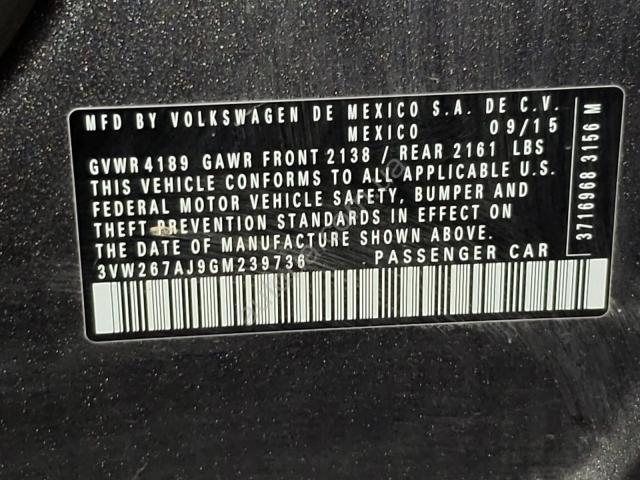 MFD BY VOLKSWAGEN DE MEXICO S.A. DE C.V.
MEXICO 09/15
GVWR 4189 GAWR FRONT 2138 / REAR 2161 LBS
THIS VEHICLE CONFORMS TO ALL APPLICABLE U.S.
FEDERAL MOTOR VEHICLE SAFETY, BUMPER AND
THEFT PREVENTION STANDARDS IN EFFECT ON
THE DATE OF MANUFACTURE SHOWN ABOVE.
3VW267AJ9GM239736 PASSENGER CAR
3716968 3156 M